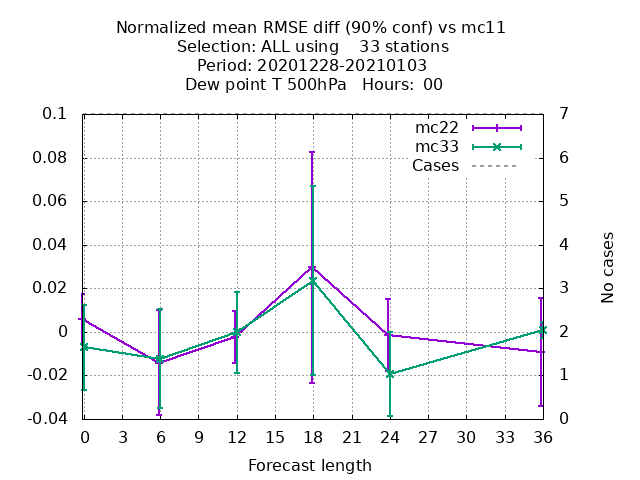 Normalized mean RMSE diff (90% conf) vs mc11
Selection: ALL using    33 stations
Period: 20201228-20210103
Dew point T 500hPa   Hours:  00
0.1
0.08
0.06
0.04
0.02
0
-0.02
-0.04
mc22
mc33
Cases
7
6
5
4
3
2
1
0
No cases
0 3 6 9 12 15 18 21 24 27 30 33 36
Forecast length